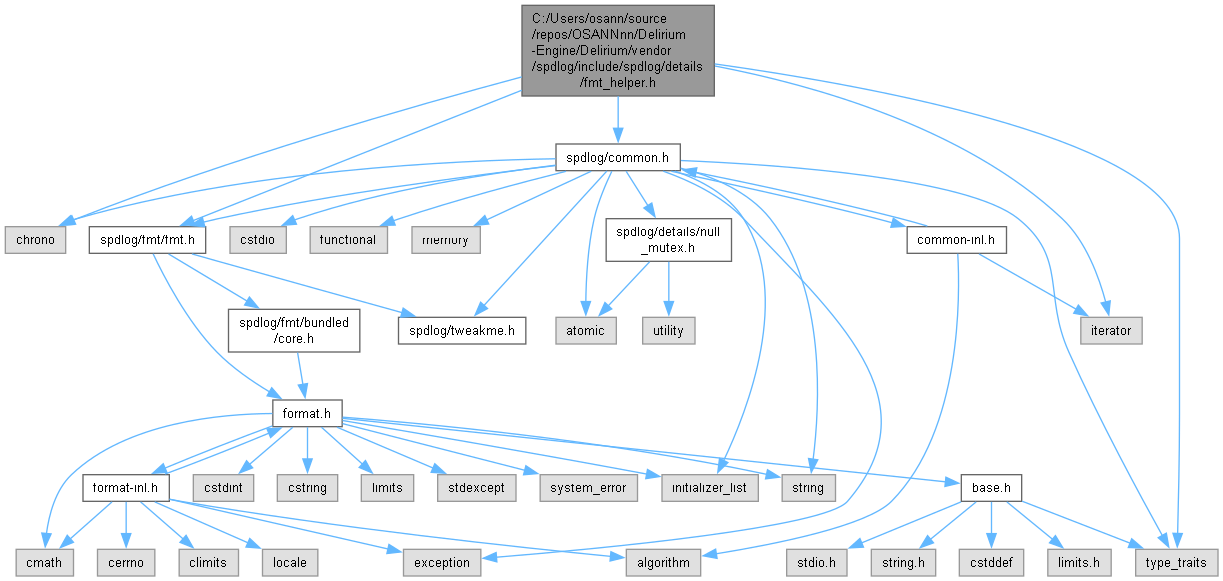 C:/Users/osann/source
/repos/OSANNnn/Delirium
-Engine/Delirium/vendor
/spdlog/include/spdlog/details
/fmt_helper.h
spdlog/common.h
chrono
spdlog/fmt/fmt.h
cstdio
functional
memory
spdlog/details/null
_mutex.h
common-inl.h
spdlog/fmt/bundled
/core.h
spdlog/tweakme.h
atomic
utility
iterator
format.h
format-inl.h
cstdint
cstring
limits
stdexcept
system_error
initializer_list
string
base.h
cmath
cerrno
climits
locale
exception
algorithm
stdio.h
string.h
cstddef
limits.h
type_traits